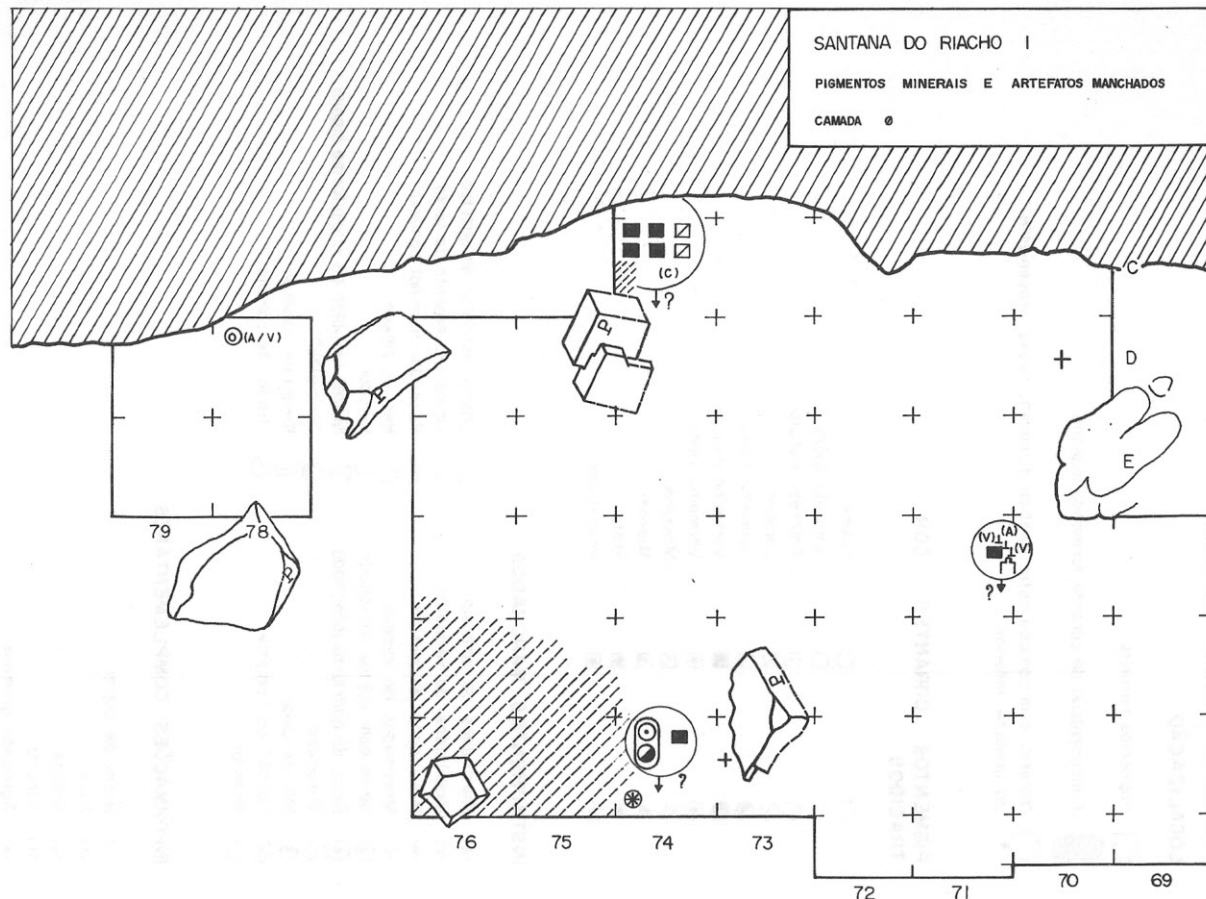 SANTANA DO RIACHO I
PIGMENTOS MINERAIS E ARTEFATOS MANCHADOS
CAMADA Ø
(C)
?
C
P
(A/V)
P
D
E
79 78
(A)
(V)
(V)
?
P
P
?
76 75 74 73
72 71 70 69